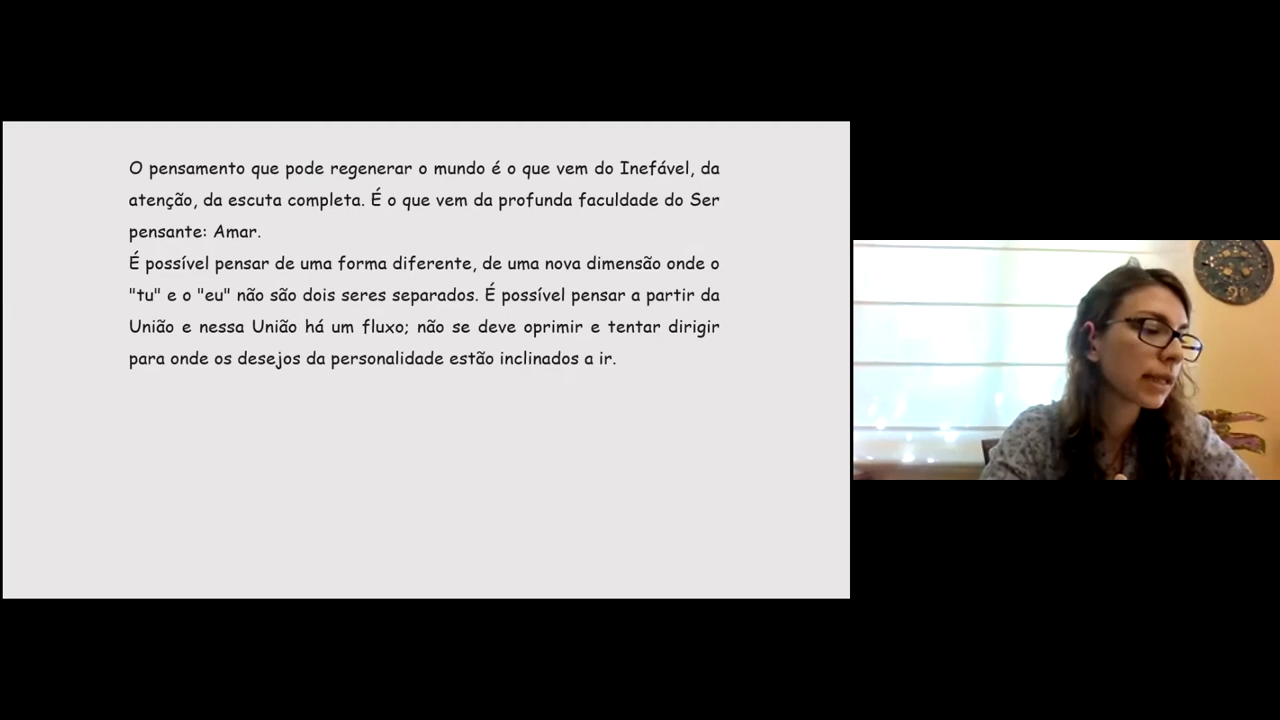 O pensamento que pode regenerar o mundo é o que vem do Inefável, da
atenção, da escuta completa. É o que vem da profunda faculdade do Ser
pensante: Amar.
É possível pensar de uma forma diferente, de uma nova dimensão onde o
"tu" e o "eu" não são dois seres separados. É possível pensar a partir da
União e nessa União há um fluxo; não se deve oprimir e tentar dirigir
para onde os desejos da personalidade estão inclinados a ir.